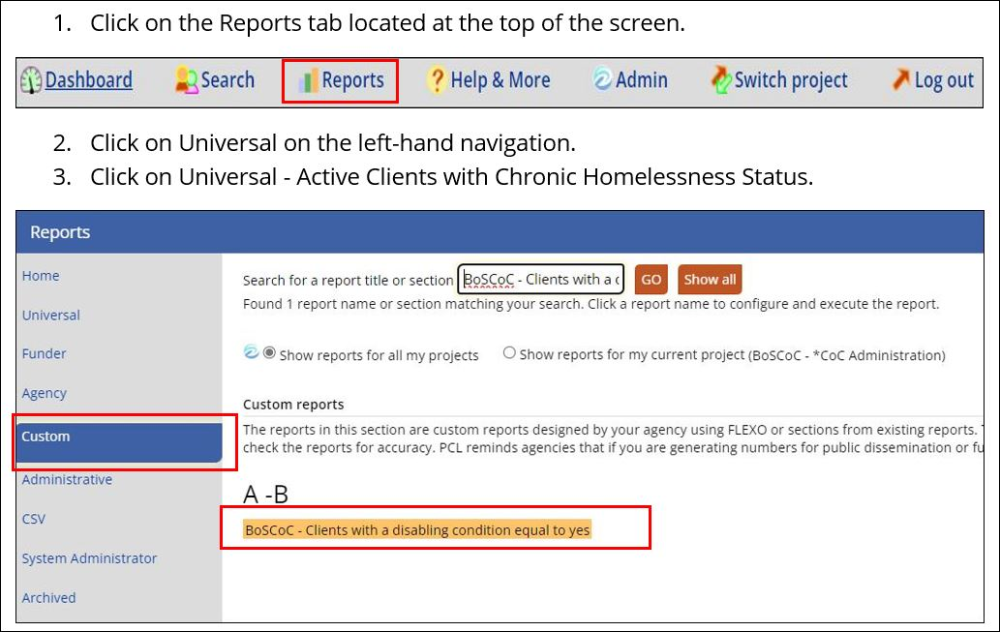 1. Click on the Reports tab located at the top of the screen.
Dashboard Search Reports Help & More Admin Switch project Log out
2. Click on Universal on the left-hand navigation.
3. Click on Universal - Active Clients with Chronic Homelessness Status.
Reports
Home
Universal
Funder
Agency
Custom
Administrative
CSV
System Administrator
Archived
Search for a report title or section BoSCoC - Clients with a GO Show all
Found 1 report name or section matching your search. Click a report name to configure and execute the report.
Show reports for all my projects Show reports for my current project (BoSCoC - *CoC Administration)
Custom reports
The reports in this section are custom reports designed by your agency using FLEXO or sections from existing reports.
check the reports for accuracy. PCL reminds agencies that if you are generating numbers for public dissemination or
A -B
BoSCoC - Clients with a disabling condition equal to yes